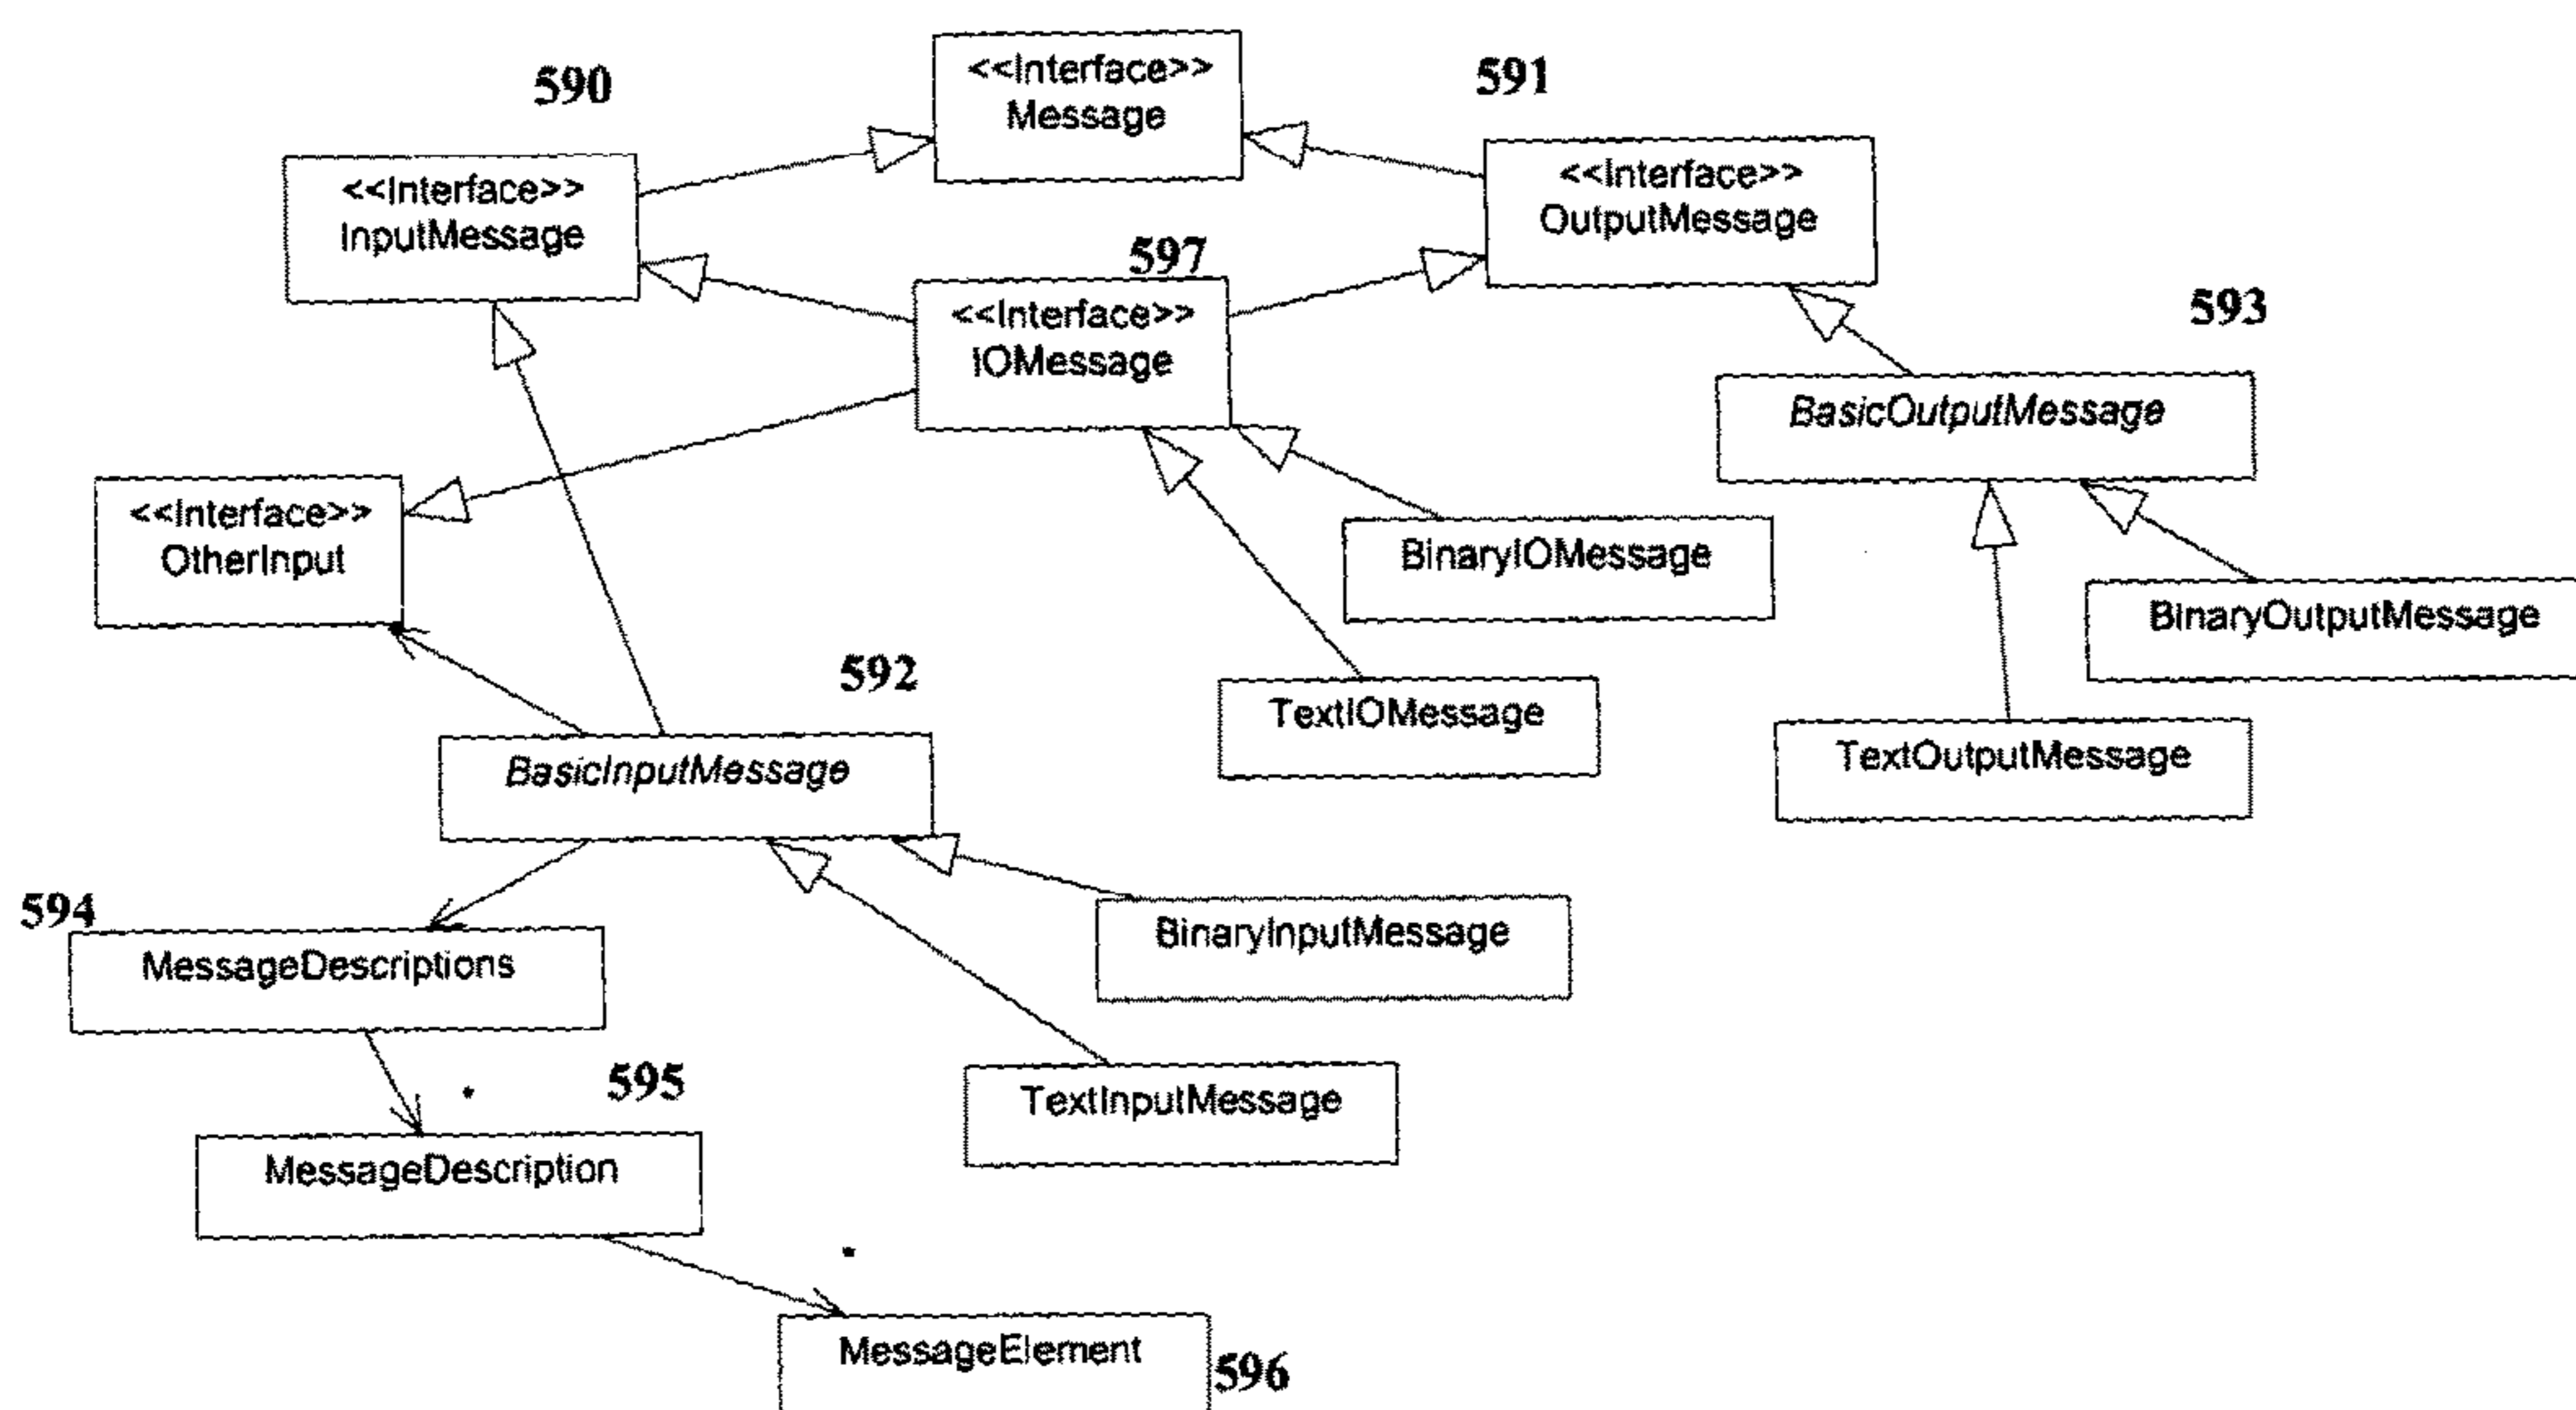 590
<<Interface>>
Message
591
<<Interface>>
InputMessage
<<Interface>>
OutputMessage
597
<<Interface>>
IOMessage
593
BasicOutputMessage
<<Interface>>
OtherInput
BinaryIOMessage
BinaryOutputMessage
592
TextIOMessage
BasicInputMessage
TextOutputMessage
594
MessageDescriptions
BinaryInputMessage
*
595
TextInputMessage
MessageDescription
*
MessageElement
596